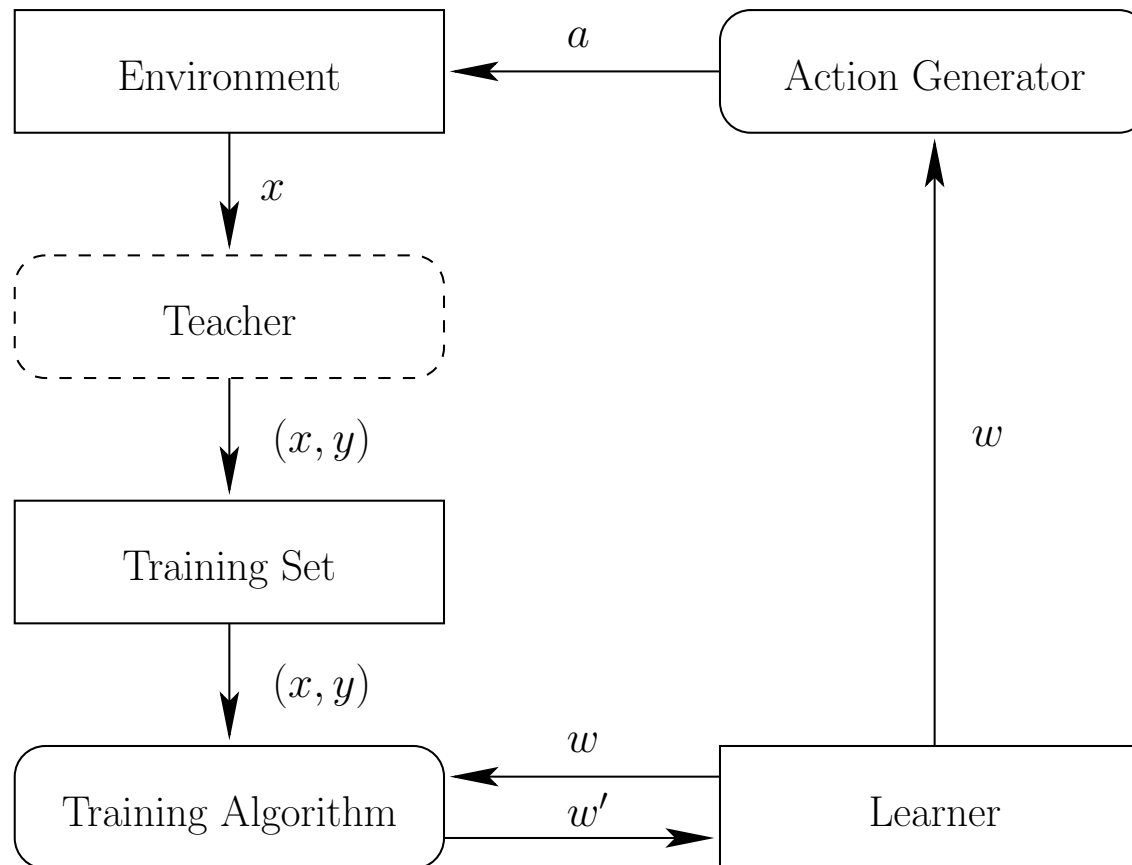 a
Environment
Action Generator
x
Teacher
(x, y)
w
Training Set
(x, y)
w
Training Algorithm
w′
Learner